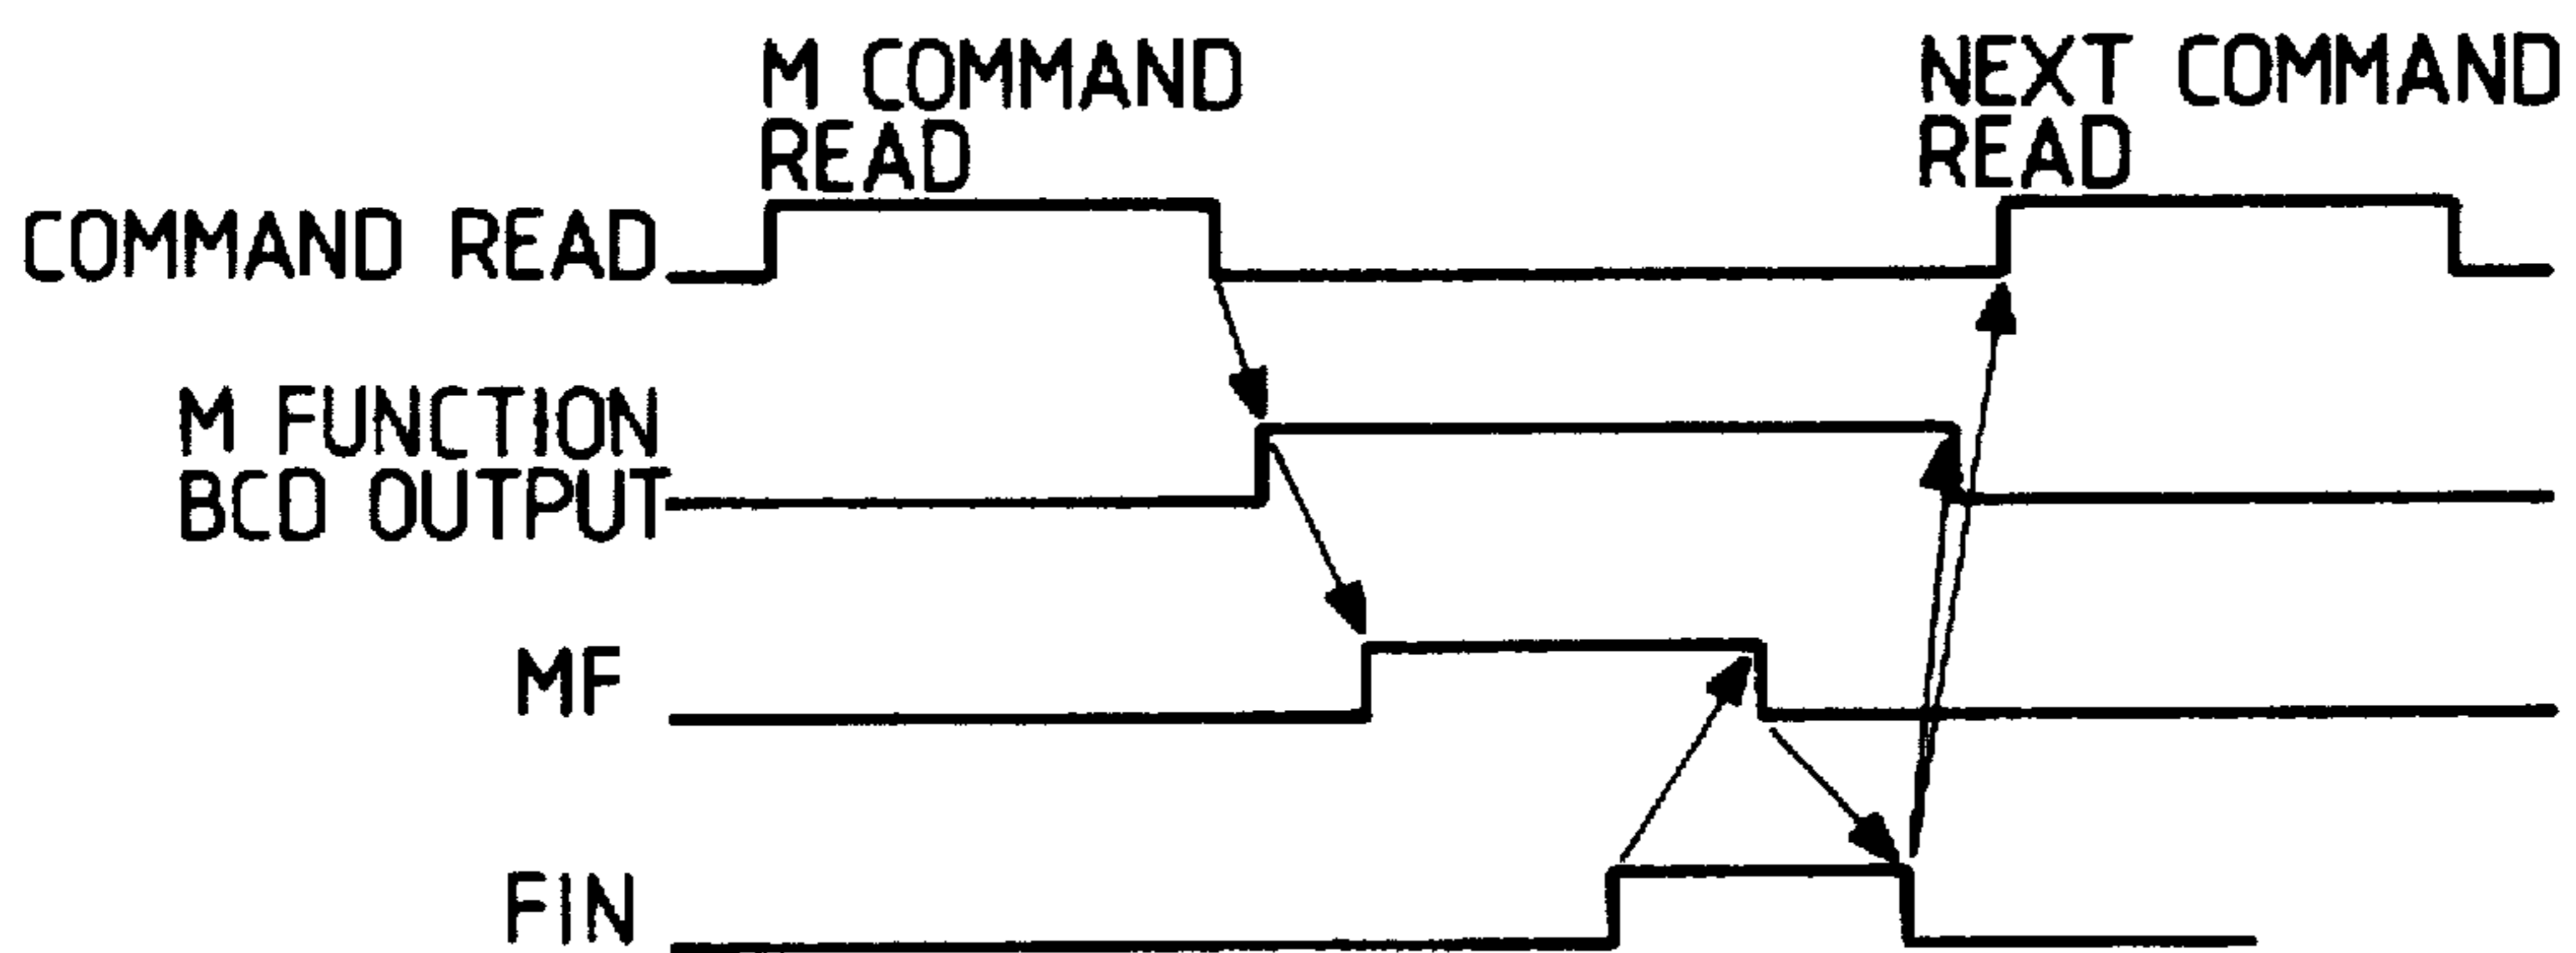 M COMMAND
READ
NEXT COMMAND
READ
COMMAND READ
M FUNCTION
BCD OUTPUT
MF
FIN